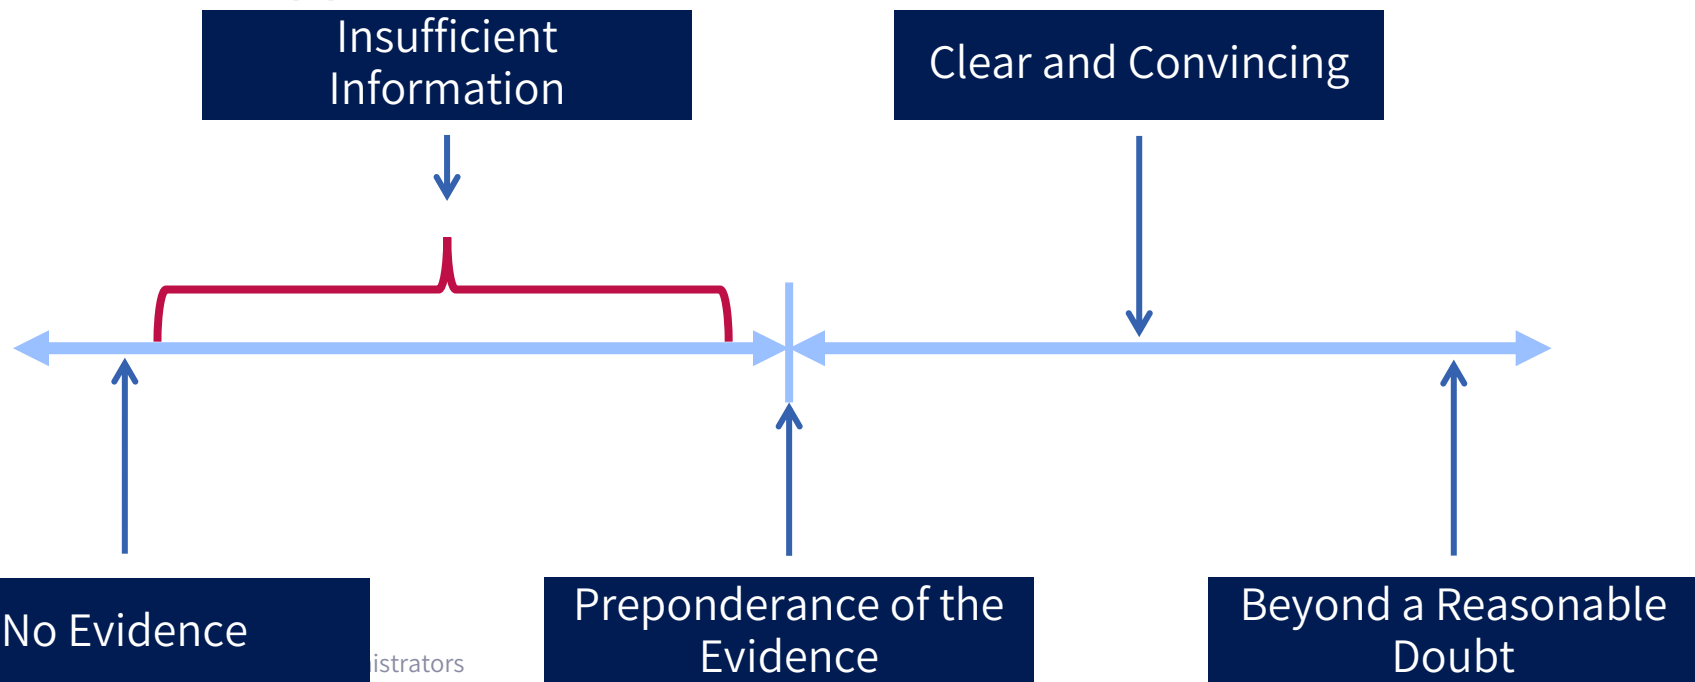 Insufficient
Information
Clear and Convincing
No Evidence
Preponderance of the
Evidence
Beyond a Reasonable
Doubt
istrators